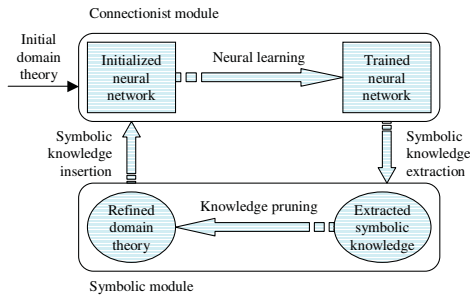 Connectionist module
Initial
domain
theory
Initialized
neural
network
Neural learning
Trained
neural
network
Symbolic
knowledge
insertion
Symbolic
knowledge
extraction
Refined
domain
theory
Knowledge pruning
Extracted
symbolic
knowledge
Symbolic module